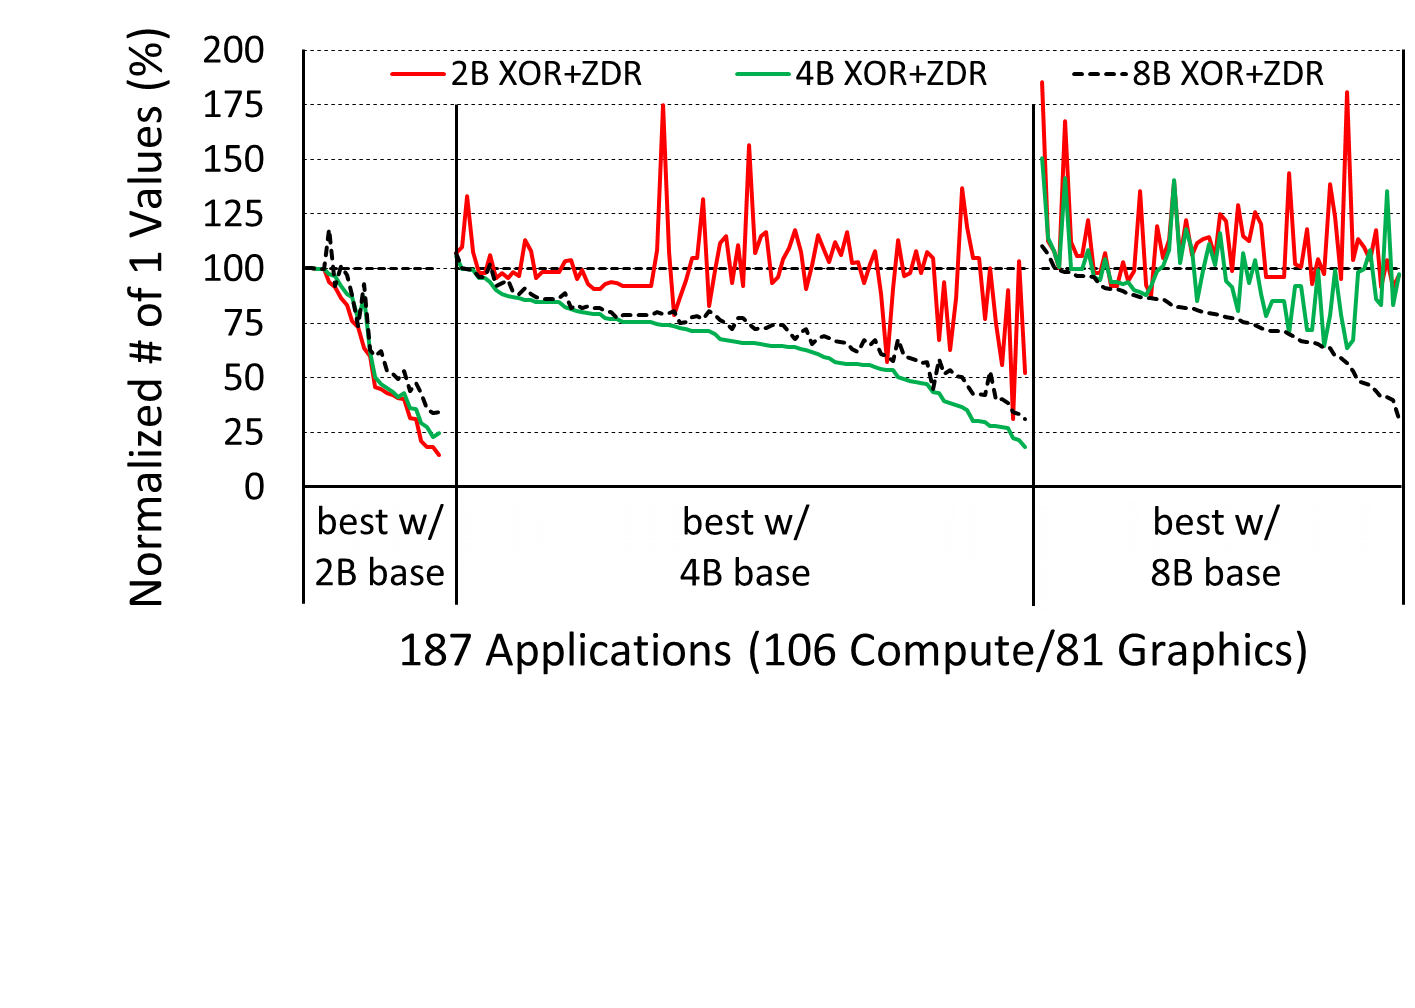 Normalized # of 1 Values (%)
200
175
150
125
100
75
50
25
0
2B XOR+ZDR
4B XOR+ZDR
8B XOR+ZDR
best w/
2B base
best w/
4B base
best w/
8B base
187 Applications (106 Compute/81 Graphics)